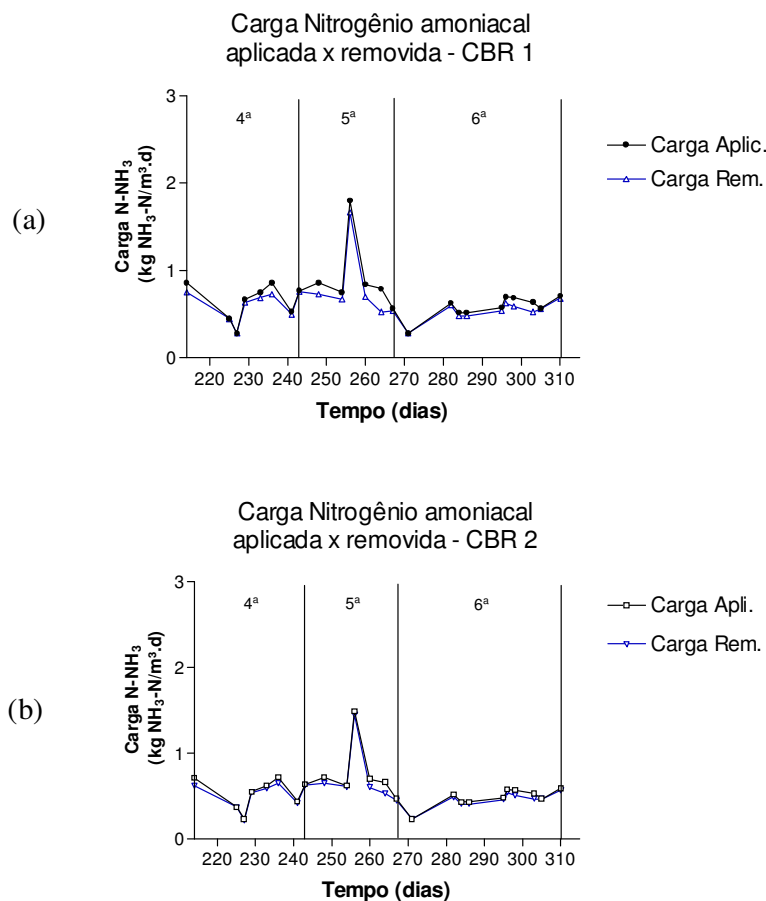 Carga Nitrogênio amoniacal
aplicada x removida - CBR 1
(a)
Carga N-NH3
(kg NH3-N/m³.d)
3
2
1
0
4ª
5ª
6ª
Carga Aplic.
Carga Rem.
220 230 240 250 260 270 280 290 300 310
Tempo (dias)
Carga Nitrogênio amoniacal
aplicada x removida - CBR 2
(b)
Carga N-NH3
(kg NH3-N/m³.d)
3
2
1
0
4ª
5ª
6ª
Carga Apli.
Carga Rem.
220 230 240 250 260 270 280 290 300 310
Tempo (dias)